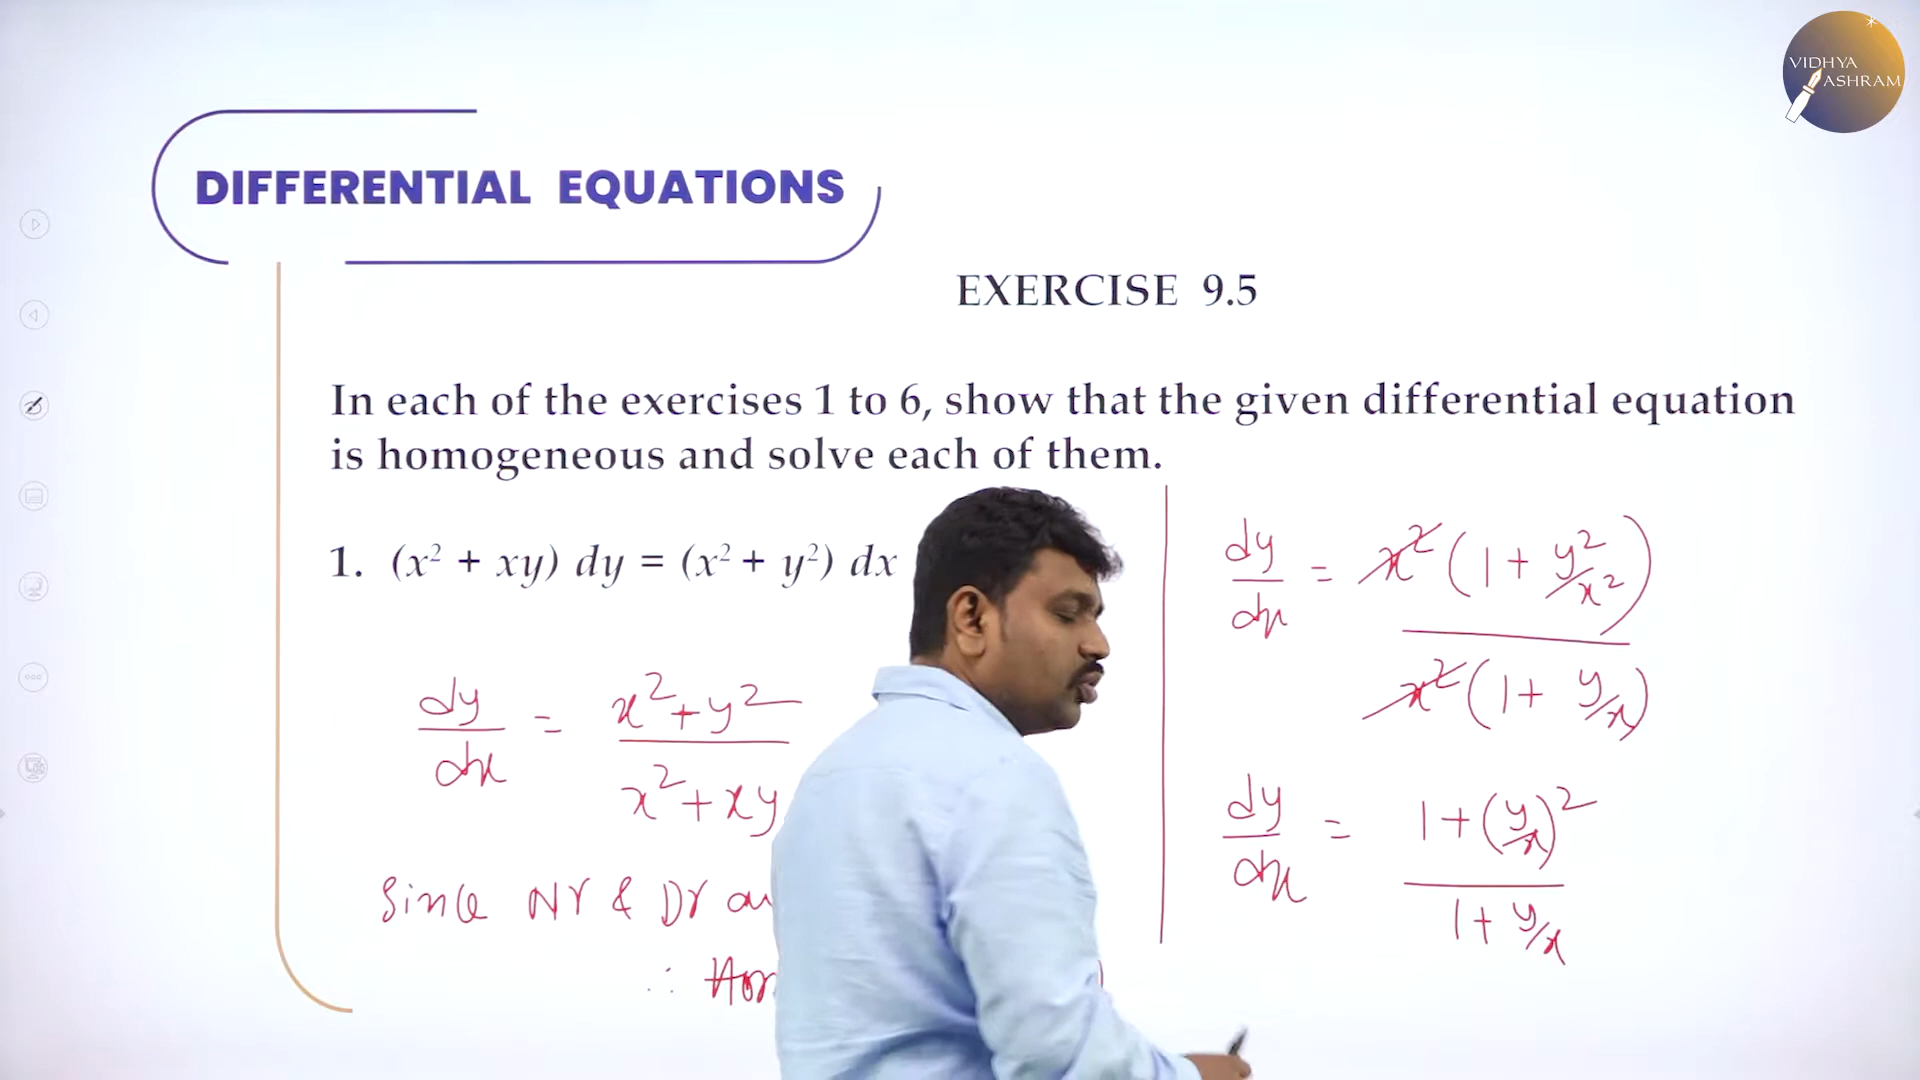 VIDHYA
ASHRAM
DIFFERENTIAL EQUATIONS
EXERCISE 9.5
In each of the exercises 1 to 6, show that the given differential equation
is homogeneous and solve each of them.
1. (x² + xy) dy = (x² + y²) dx
dy/dx = x²+y² / x²+xy
Since Nr & Dr
∴
dy/dx = x²(1 + y²/x²) / x²(1 + y/x)
dy/dx = 1+(y/x)² / 1+ y/x